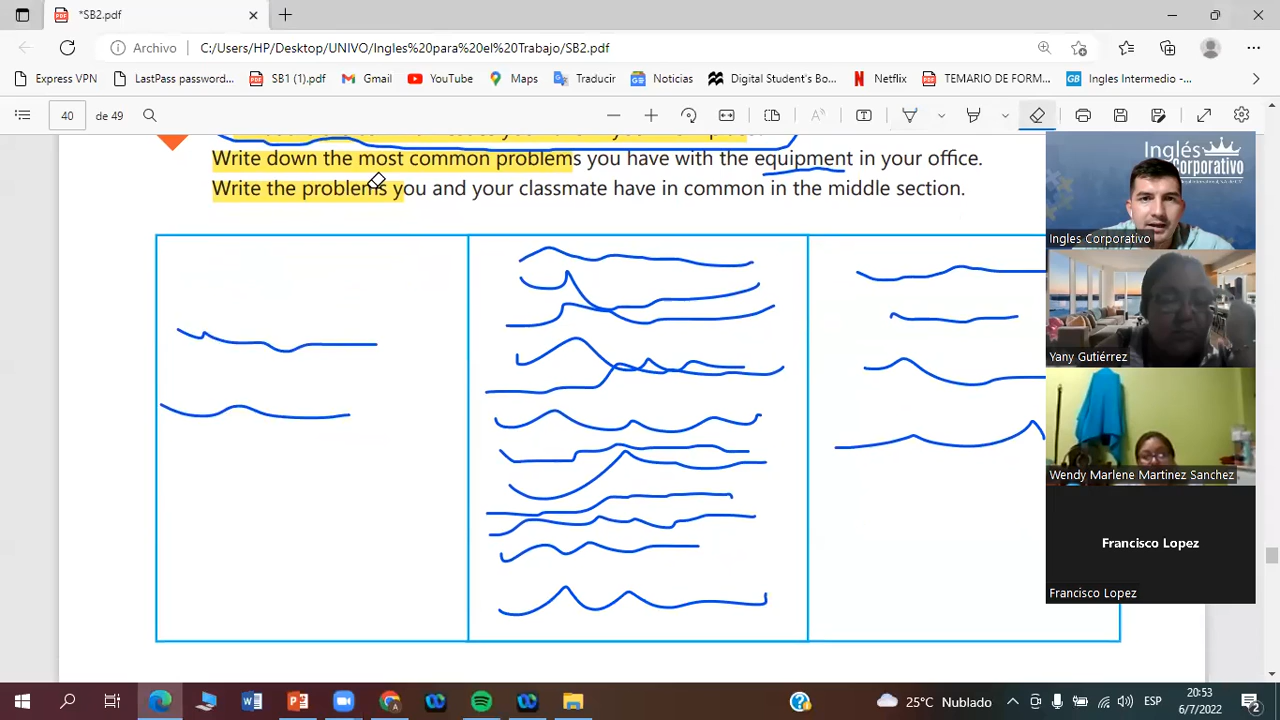 *SB2.pdf
Archivo
C:/Users/HP/Desktop/UNIVO/Ingles%20para%20el%20Trabajo/SB2.pdf
Express VPN
LastPass password...
SB1 (1).pdf
Gmail
YouTube
Maps
Traducir
Noticias
Digital Student's Bo...
Netflix
TEMARIO DE FORM...
Ingles Intermedio -...
40
de 49
Write down the most common problems you have with the equipment in your office.
Write the problems you and your classmate have in common in the middle section.
Inglés
Corporativo
Ingles Corporativo
Yany Gutiérrez
Wendy Marlene Martinez Sanchez
Francisco Lopez
Francisco Lopez
25°C Nublado
ESP
20:53
6/7/2022
2